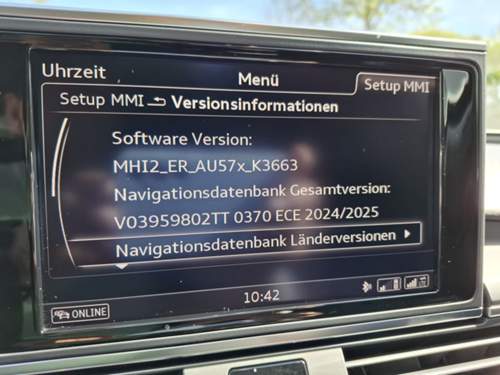 Uhrzeit
Menü
Setup MMI
Setup MMI Versionsinformationen
Software Version:
MHI2_ER_AU57x_K3663
Navigationsdatenbank Gesamtversion:
V03959802TT 0370 ECE 2024/2025
Navigationsdatenbank Länderversionen
ONLINE
10:42